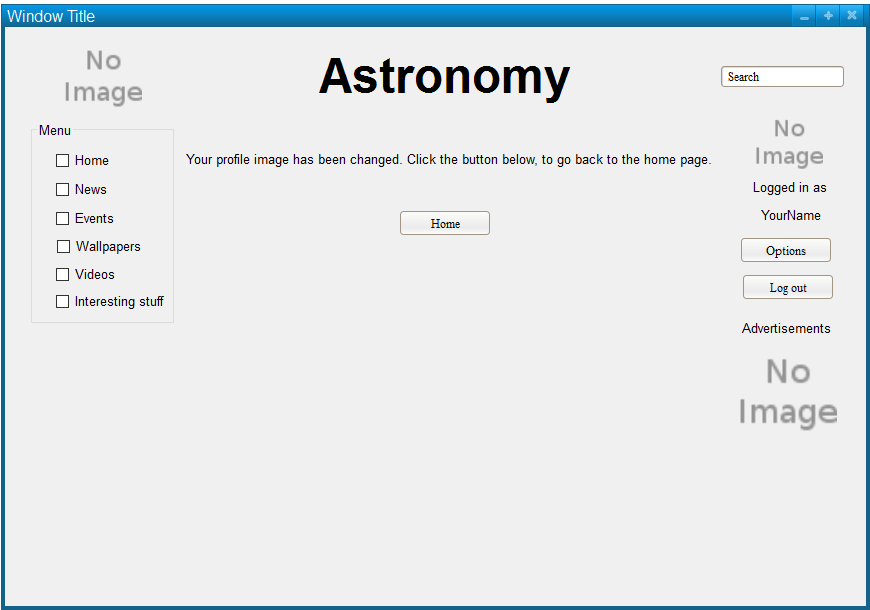 Window Title
No
Image
Astronomy
Search
Menu
Home
News
Events
Wallpapers
Videos
Interesting stuff
Your profile image has been changed. Click the button below, to go back to the home page.
Home
No
Image
Logged in as
YourName
Options
Log out
Advertisements
No
Image